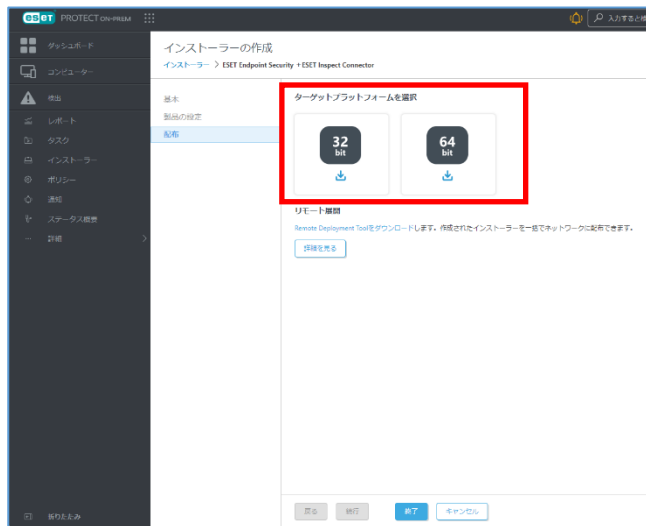 eset PROTECT ON-PREM
入力すると検
ダッシュボード
コンピューター
検出
レポート
タスク
インストーラー
ポリシー
通知
ステータス概要
詳細
折りたたみ
インストーラーの作成
インストーラー > ESET Endpoint Security +ESET Inspect Connector
基本
製品の設定
配布
ターゲットプラットフォームを選択
32
bit
64
bit
リモート展開
Remote Deployment Toolをダウンロードします。作成されたインストーラーを一括でネットワークに配布できます。
詳細を見る
戻る
続行
終了
キャンセル